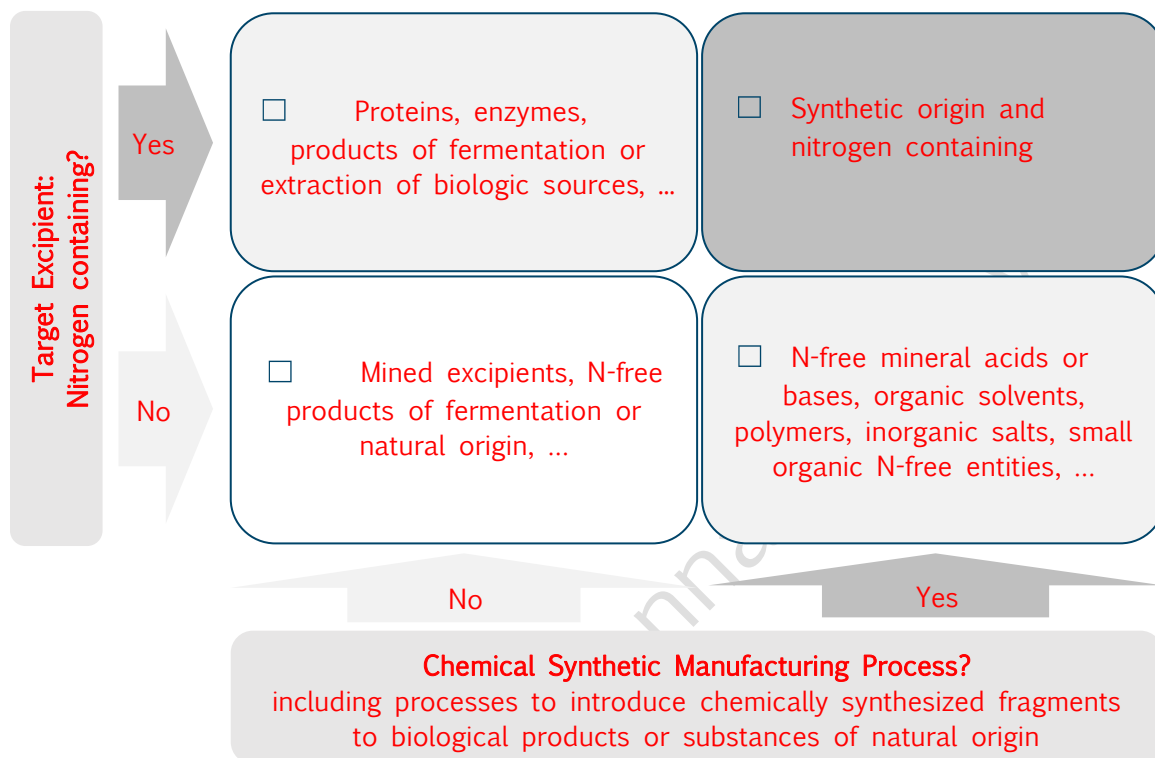 Target Excipient:
Nitrogen containing?
Yes
☐ Proteins, enzymes,
products of fermentation or
extraction of biologic sources, …
☐ Synthetic origin and
nitrogen containing
No
☐ Mined excipients, N-free
products of fermentation or
natural origin, …
☐ N-free mineral acids or
bases, organic solvents,
polymers, inorganic salts, small
organic N-free entities, …
No
Yes
Chemical Synthetic Manufacturing Process?
including processes to introduce chemically synthesized fragments
to biological products or substances of natural origin